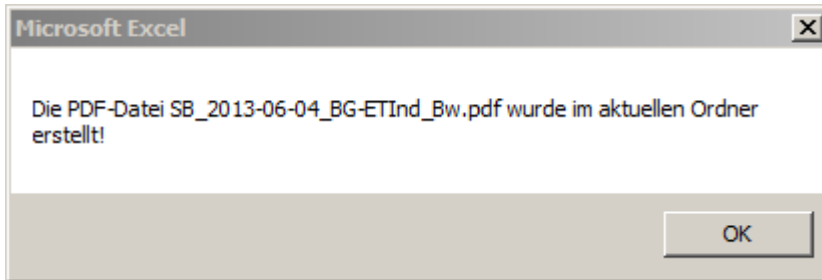 Microsoft Excel
Die PDF-Datei SB_2013-06-04_BG-ETInd_Bw.pdf wurde im aktuellen Ordner
erstellt!
OK